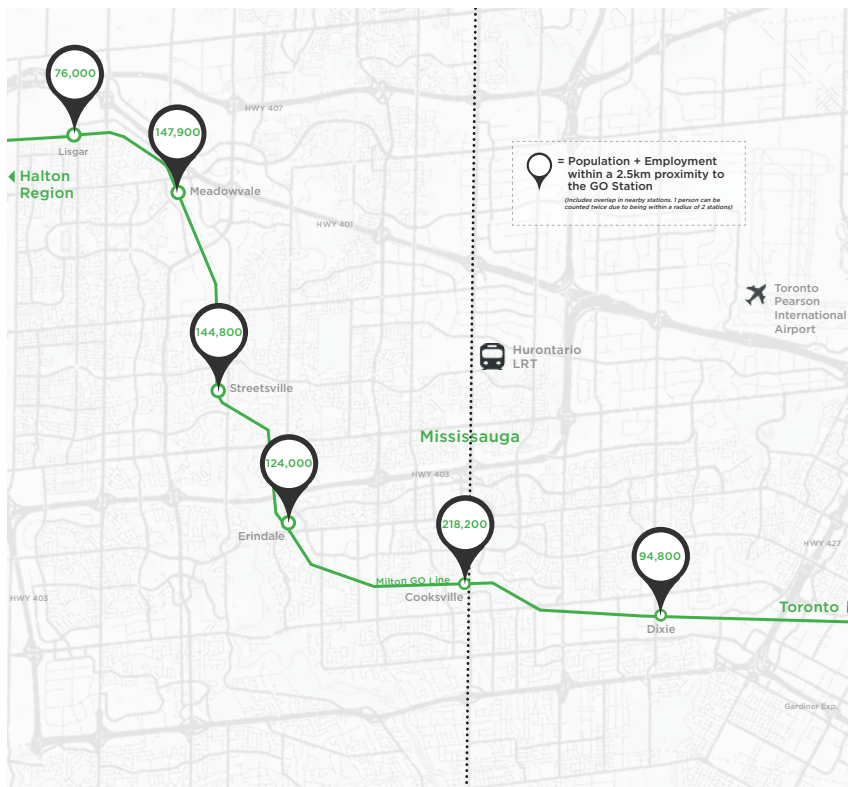 76,000
HWY 407
147,900
Lisgar
= Population + Employment
within a 2.5km proximity to
the GO Station
(Includes overlap in nearby stations. 1 person can be
counted twice due to being within a radius of 2 stations)
Halton
Region
Meadowvale
HWY 401
Toronto
Pearson
International
Airport
144,800
Hurontario
LRT
Streetsville
Mississauga
124,000
HWY 403
218,200
Erindale
HWY 427
94,800
Milton GO Line
Cooksville
HWY 403
Toronto
Dixie
Gardiner Exp.